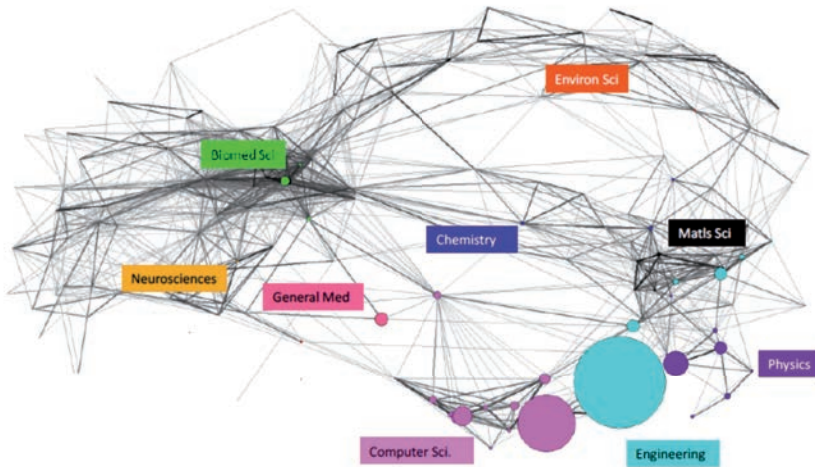 Environ Sci
Biomed Sci
Chemistry
Matls Sci
Neurosciences
General Med
Physics
Computer Sci.
Engineering